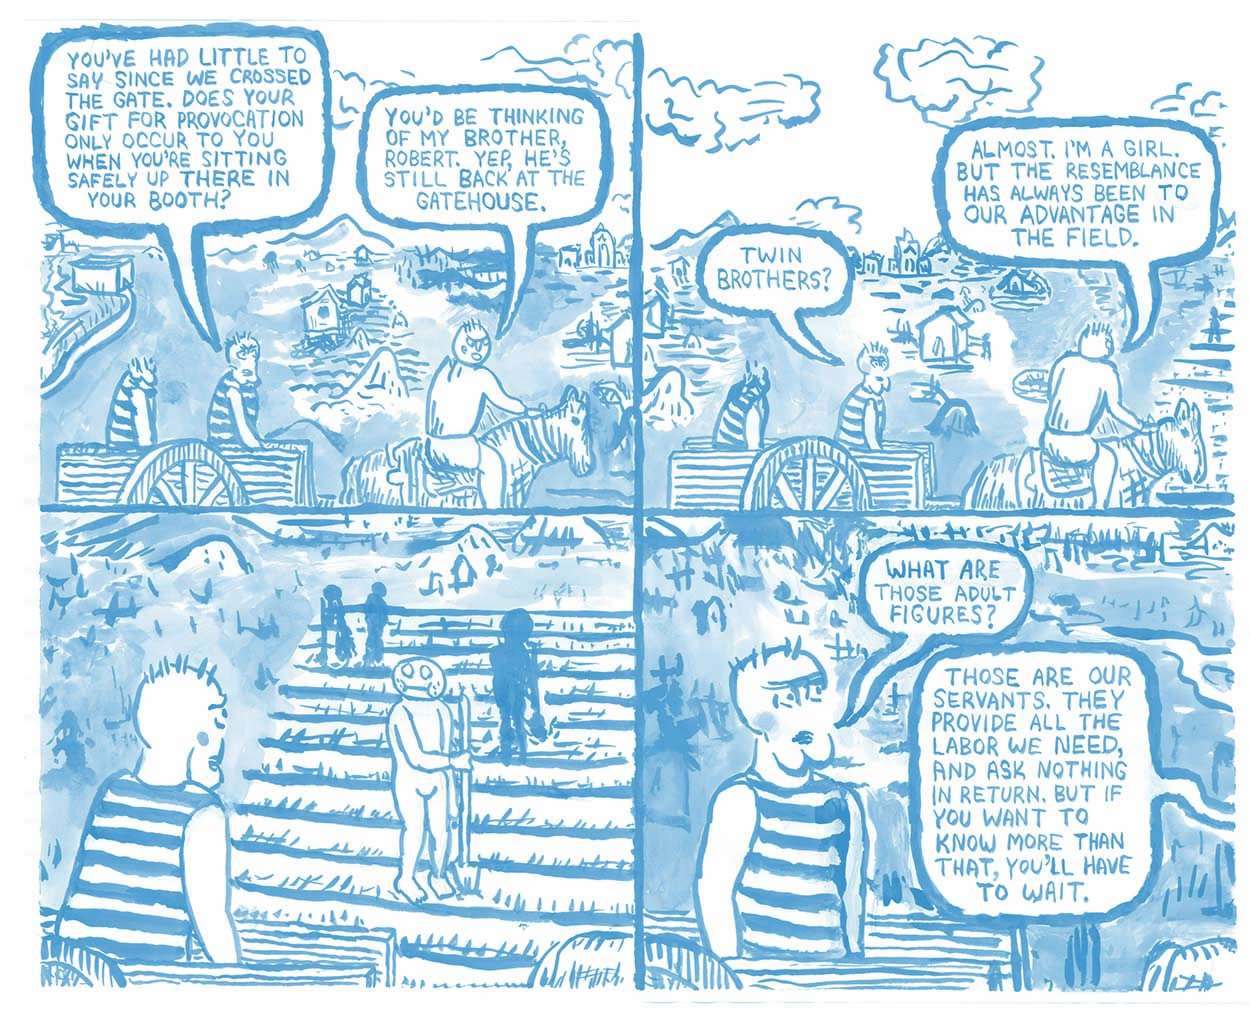 YOU'VE HAD LITTLE TO
SAY SINCE WE CROSSED
THE GATE. DOES YOUR
GIFT FOR PROVOCATION
ONLY OCCUR TO YOU
WHEN YOU'RE SITTING
SAFELY UP THERE IN
YOUR BOOTH?
YOU'D BE THINKING
OF MY BROTHER,
ROBERT. YEP, HE'S
STILL BACK AT THE
GATEHOUSE.
TWIN
BROTHERS?
ALMOST. I'M A GIRL.
BUT THE RESEMBLANCE
HAS ALWAYS BEEN TO
OUR ADVANTAGE IN
THE FIELD.
WHAT ARE
THOSE ADULT
FIGURES?
THOSE ARE OUR
SERVANTS. THEY
PROVIDE ALL THE
LABOR WE NEED,
AND ASK NOTHING
IN RETURN. BUT IF
YOU WANT TO
KNOW MORE THAN
THAT, YOU'LL HAVE
TO WAIT.